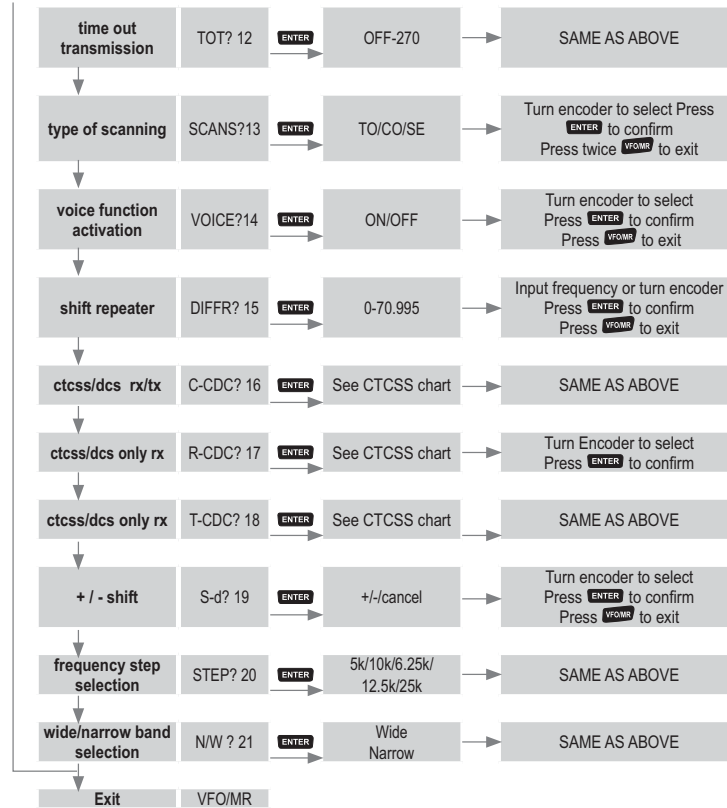 time out
transmission
TOT? 12
ENTER
OFF-270
SAME AS ABOVE
type of scanning
SCANS?13
ENTER
TO/CO/SE
Turn encoder to select Press
ENTER to confirm
Press twice VFO/MR to exit
voice function
activation
VOICE?14
ENTER
ON/OFF
Turn encoder to select
Press ENTER to confirm
Press VFO/MR to exit
shift repeater
DIFFR? 15
ENTER
0-70.995
Input frequency or turn encoder
Press ENTER to confirm
Press VFO/MR to exit
ctcss/dcs rx/tx
C-CDC? 16
ENTER
See CTCSS chart
SAME AS ABOVE
ctcss/dcs only rx
R-CDC? 17
ENTER
See CTCSS chart
Turn Encoder to select
Press ENTER to confirm
ctcss/dcs only rx
T-CDC? 18
ENTER
See CTCSS chart
SAME AS ABOVE
+ / - shift
S-d? 19
ENTER
+/-/cancel
Turn encoder to select
Press ENTER to confirm
Press VFO/MR to exit
frequency step
selection
STEP? 20
ENTER
5k/10k/6.25k/
12.5k/25k
SAME AS ABOVE
wide/narrow band
selection
N/W ? 21
ENTER
Wide
Narrow
SAME AS ABOVE
Exit
VFO/MR